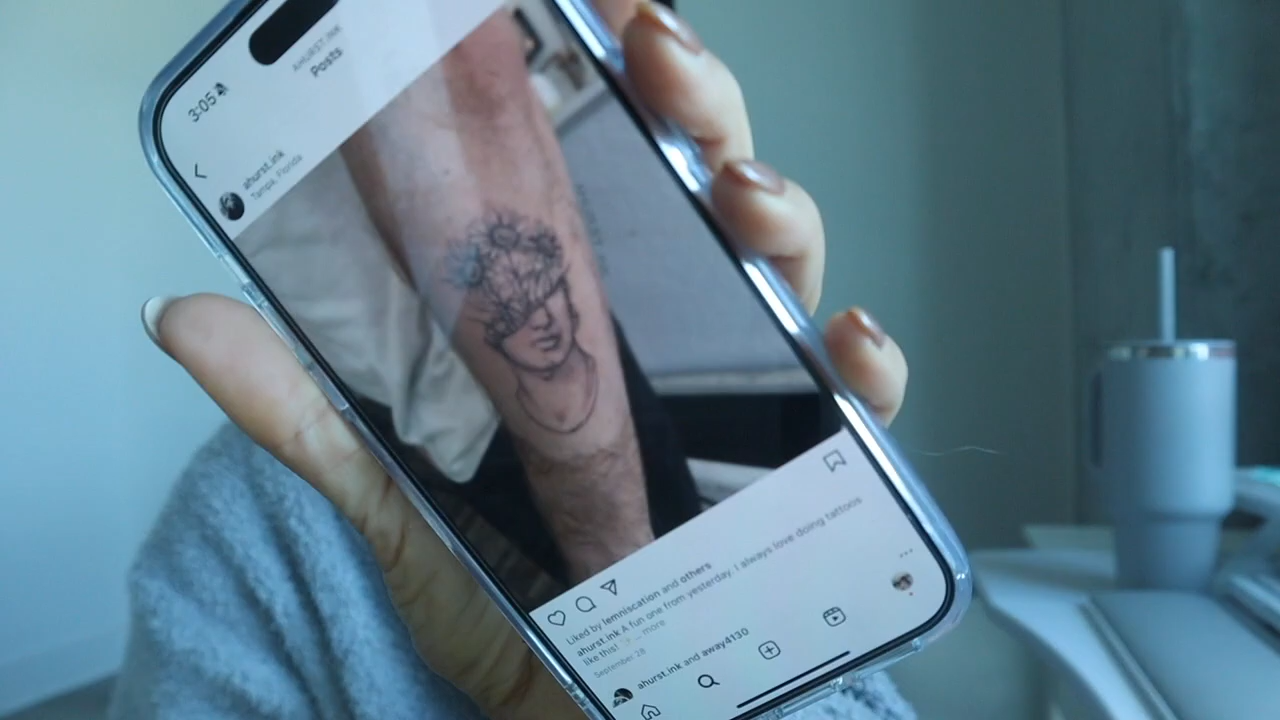 3:05
AHURST.INK
Posts
ahurst.ink
Tampa, Florida
Liked by lemniscation and others
ahurst.ink A fun one from yesterday. I always love doing tattoos
like this! ✨ ... more
September 28
ahurst.ink and away4130